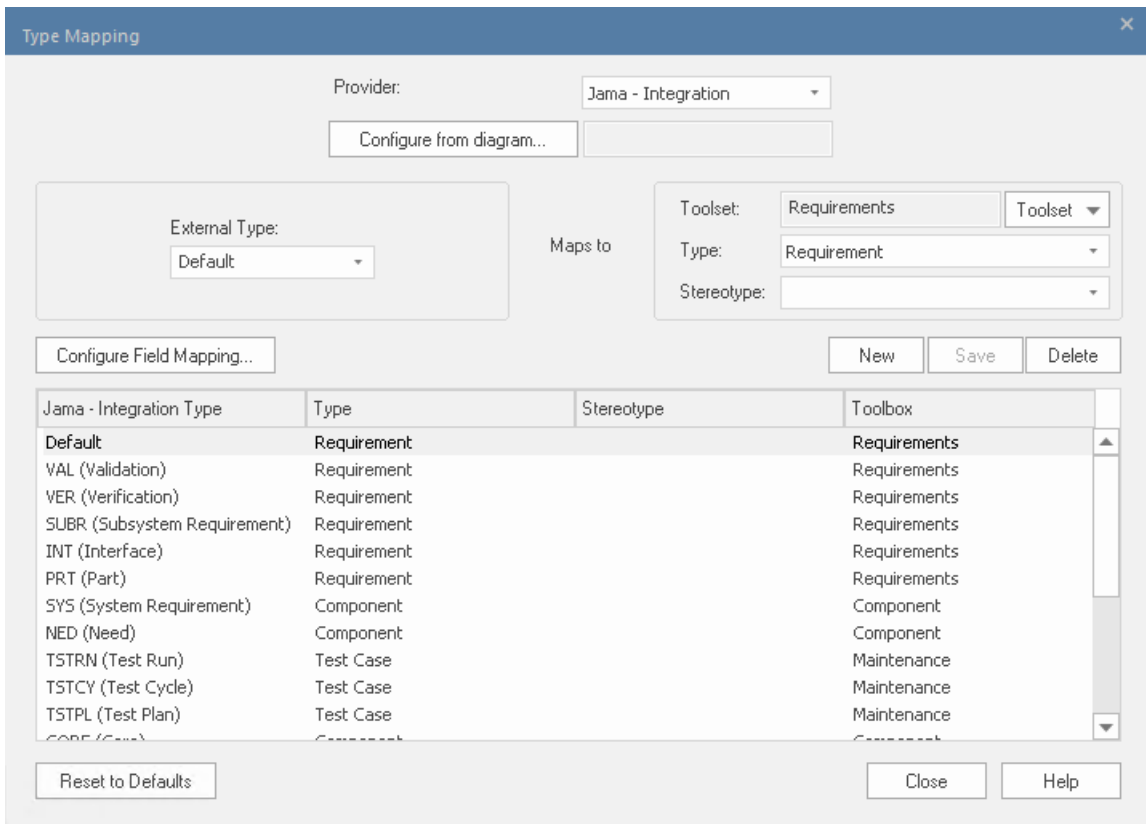 Type Mapping
Provider: Jama - Integration
Configure from diagram...
External Type:
Default
Maps to
Toolset: Requirements Toolset
Type: Requirement
Stereotype:
Configure Field Mapping... New Save Delete
Jama - Integration Type Type Stereotype Toolbox
Default Requirement Requirements
VAL (Validation) Requirement Requirements
VER (Verification) Requirement Requirements
SUBR (Subsystem Requirement) Requirement Requirements
INT (Interface) Requirement Requirements
PRT (Part) Requirement Requirements
SYS (System Requirement) Component Component
NED (Need) Component Component
TSTRN (Test Run) Test Case Maintenance
TSTCY (Test Cycle) Test Case Maintenance
TSTPL (Test Plan) Test Case Maintenance
Reset to Defaults Close Help